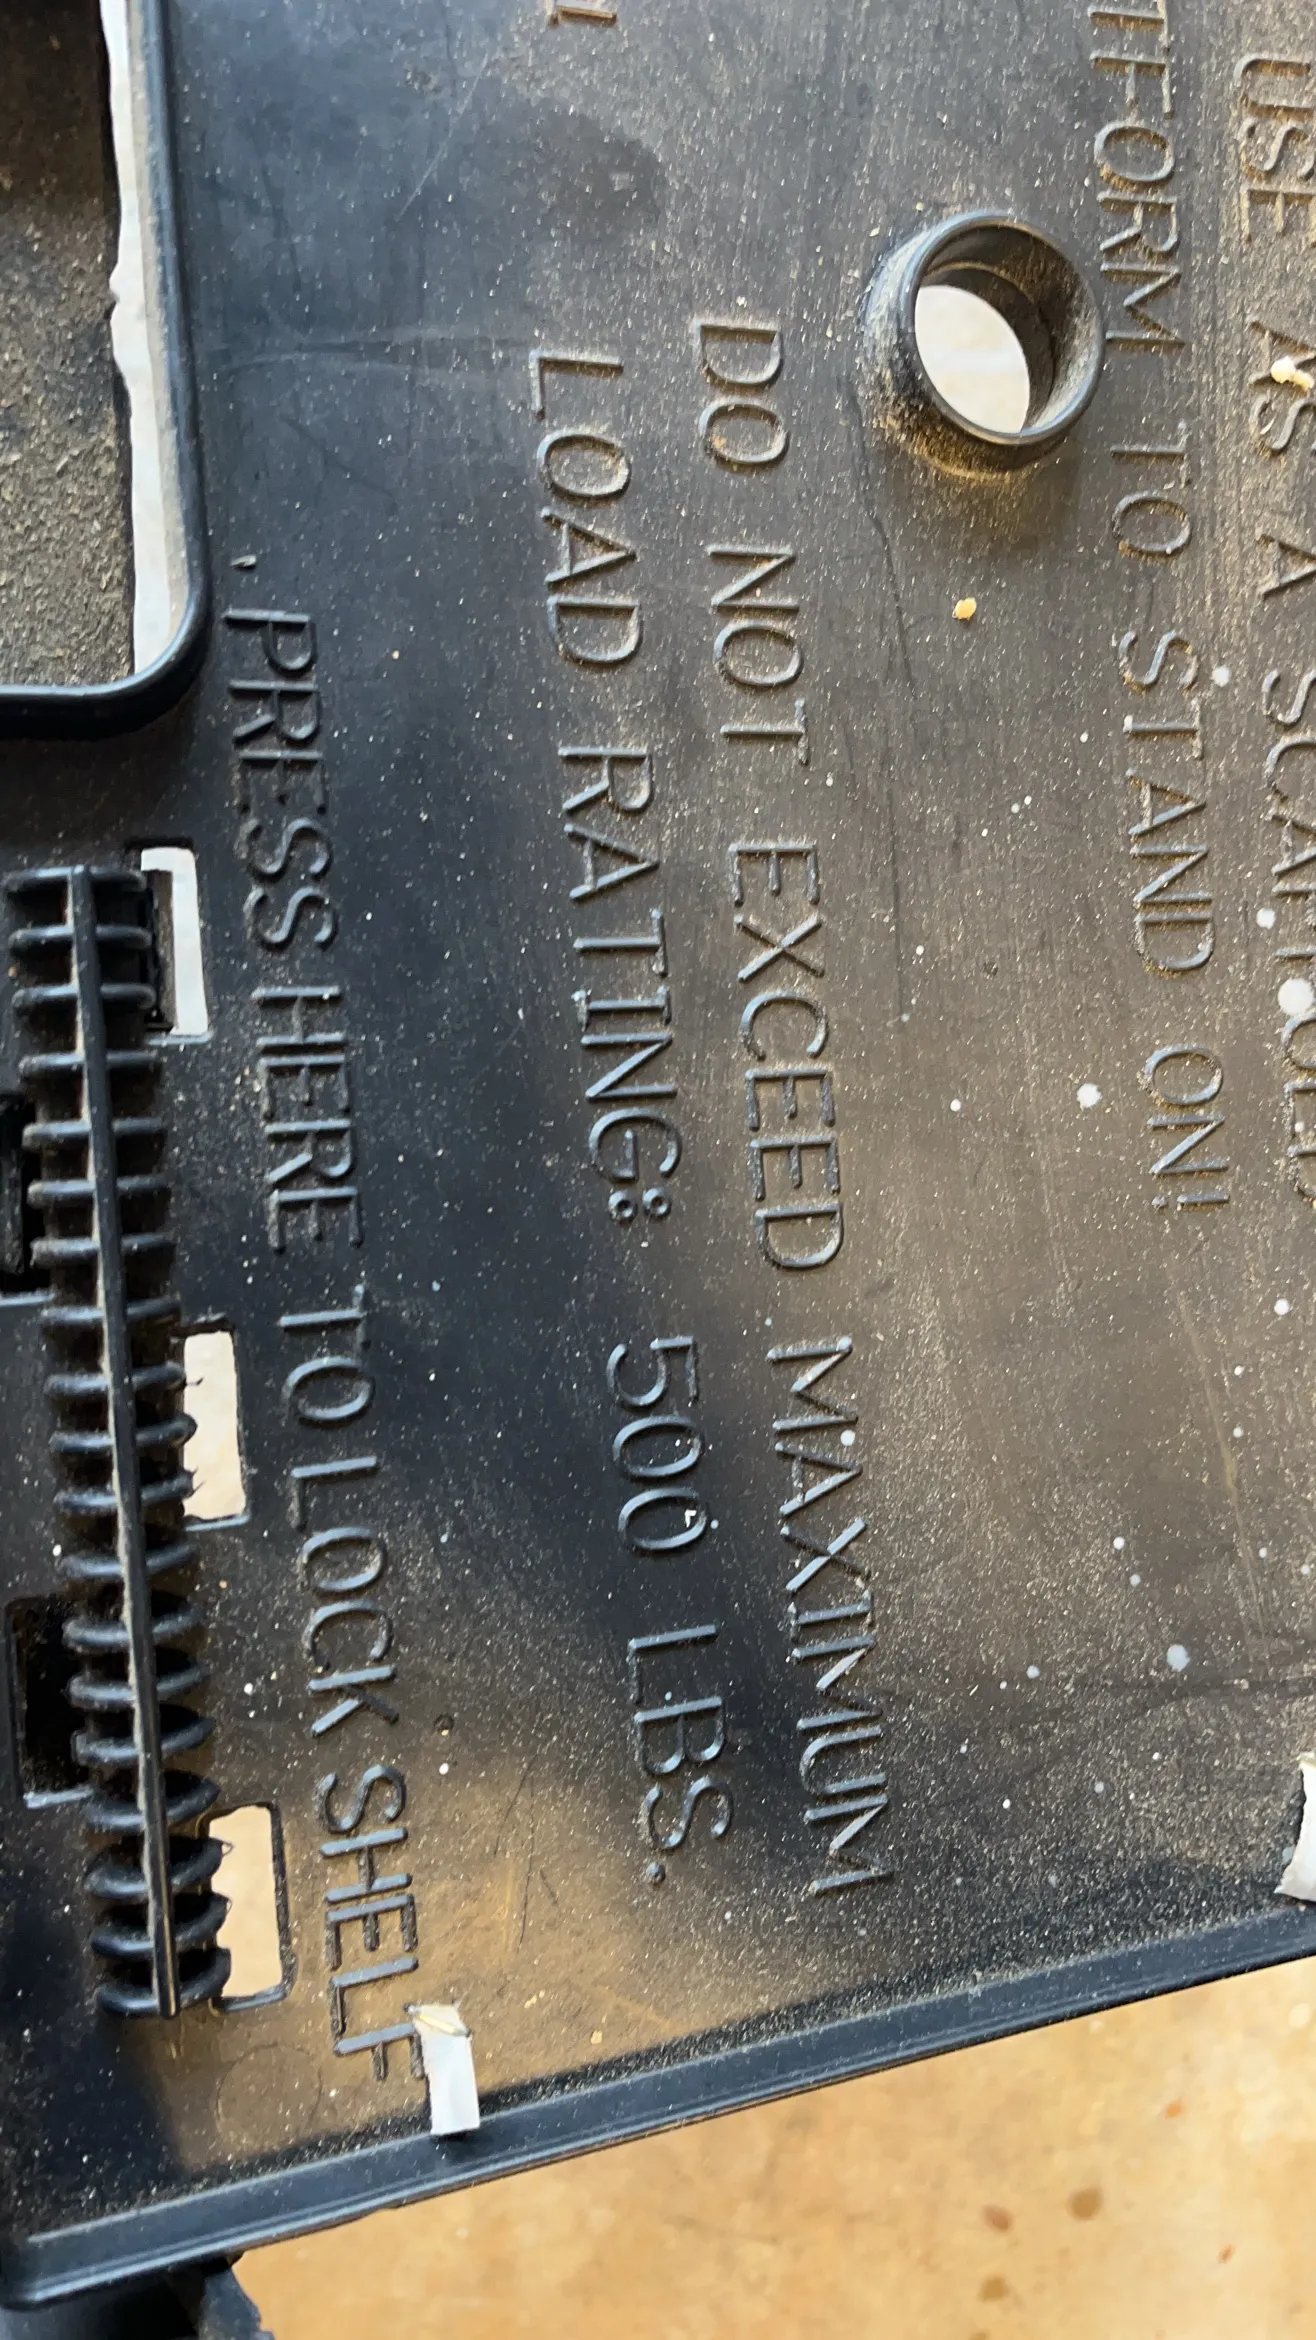 USE AS A SCAFFOLD
TO STAND ON!
DO NOT EXCEED MAXIMUM
LOAD RATING: 500 LBS.
PRESS HERE TO LOCK SHELF